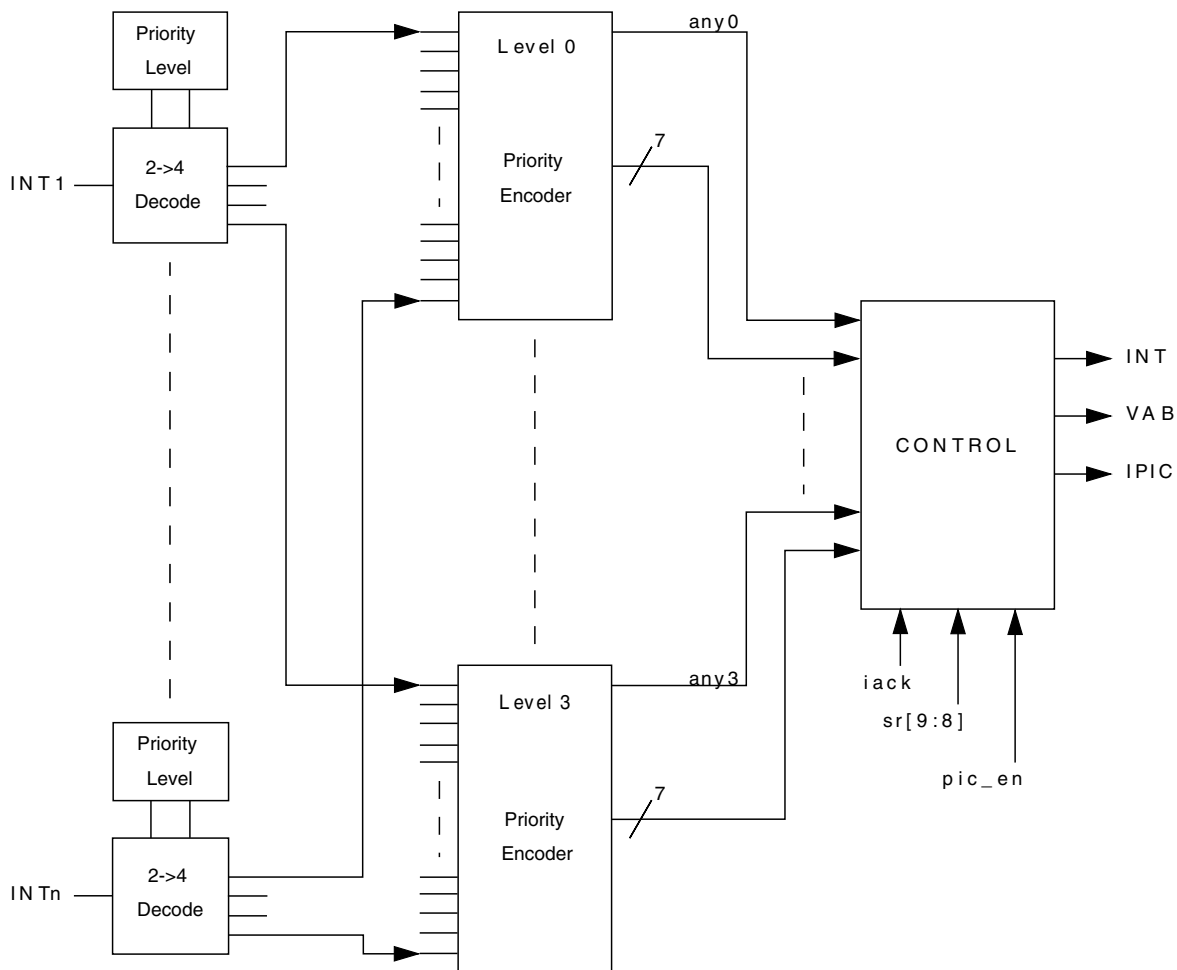 Priority
Level
2->4
Decode
INT1
Level 0
Priority
Encoder
any0
7
CONTROL
INT
VAB
IPIC
iack
sr[9:8]
pic_en
Priority
Level
2->4
Decode
INTn
Level 3
Priority
Encoder
any3
7